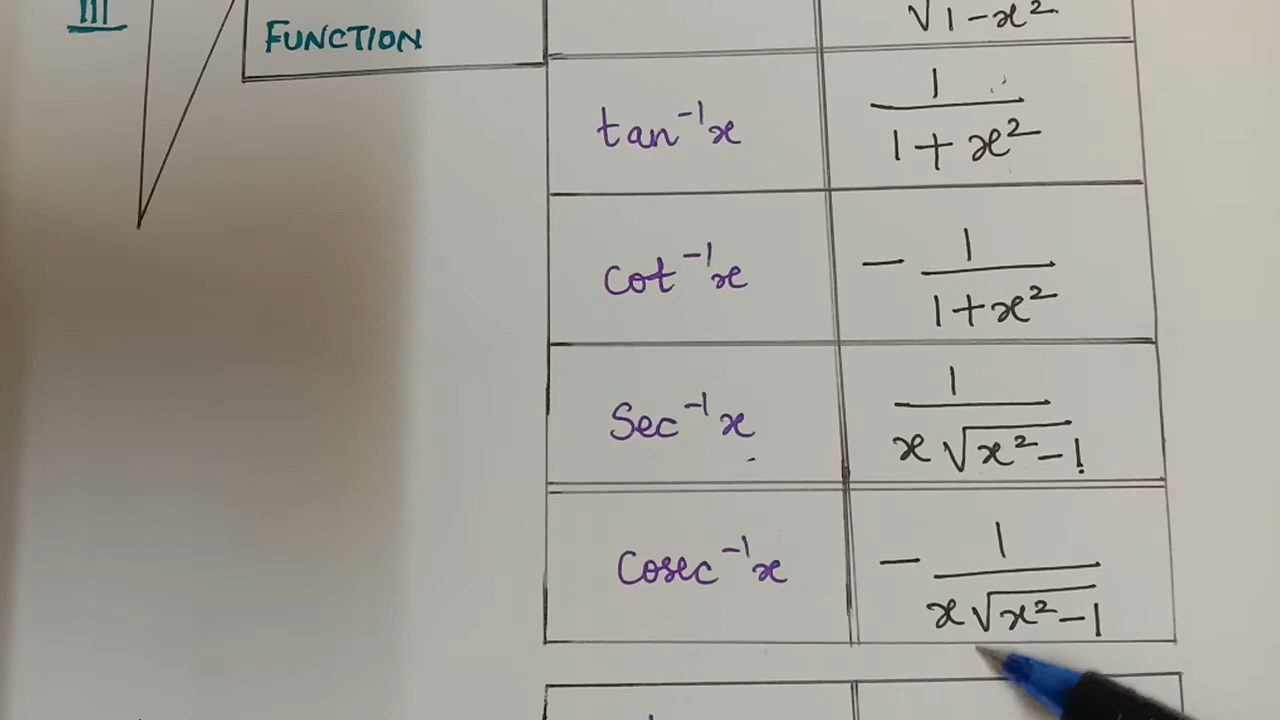 III
FUNCTION
√1-x²
tan⁻¹x
1
1+x²
cot⁻¹x
- 1
1+x²
Sec⁻¹x
1
x√x²-1
Cosec⁻¹x
- 1
x√x²-1